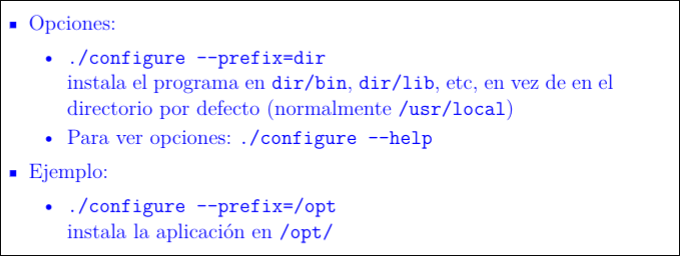 ▪ Opciones:
• ./configure --prefix=dir
instala el programa en dir/bin, dir/lib, etc, en vez de en el
directorio por defecto (normalmente /usr/local)
• Para ver opciones: ./configure --help
▪ Ejemplo:
• ./configure --prefix=/opt
instala la aplicación en /opt/